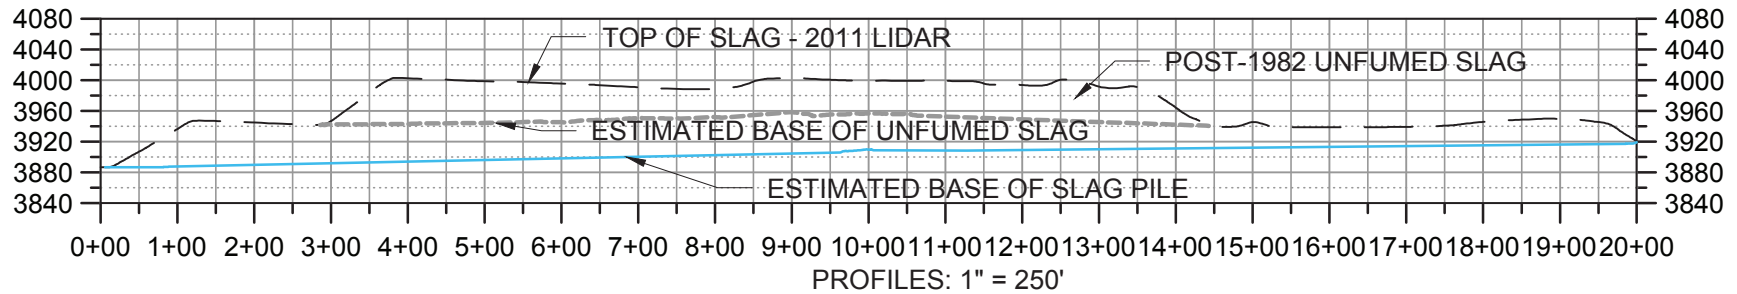 4080 4080
TOP OF SLAG - 2011 LIDAR
4040 4040
POST-1982 UNFUMED SLAG
4000 4000
3960 3960
ESTIMATED BASE OF UNFUMED SLAG
3920 3920
3880 3880
ESTIMATED BASE OF SLAG PILE
3840 3840
0+00 1+00 2+00 3+00 4+00 5+00 6+00 7+00 8+00 9+00 10+00 11+00 12+00 13+00 14+00 15+00 16+00 17+00 18+00 19+00 20+00
PROFILES: 1" = 250'